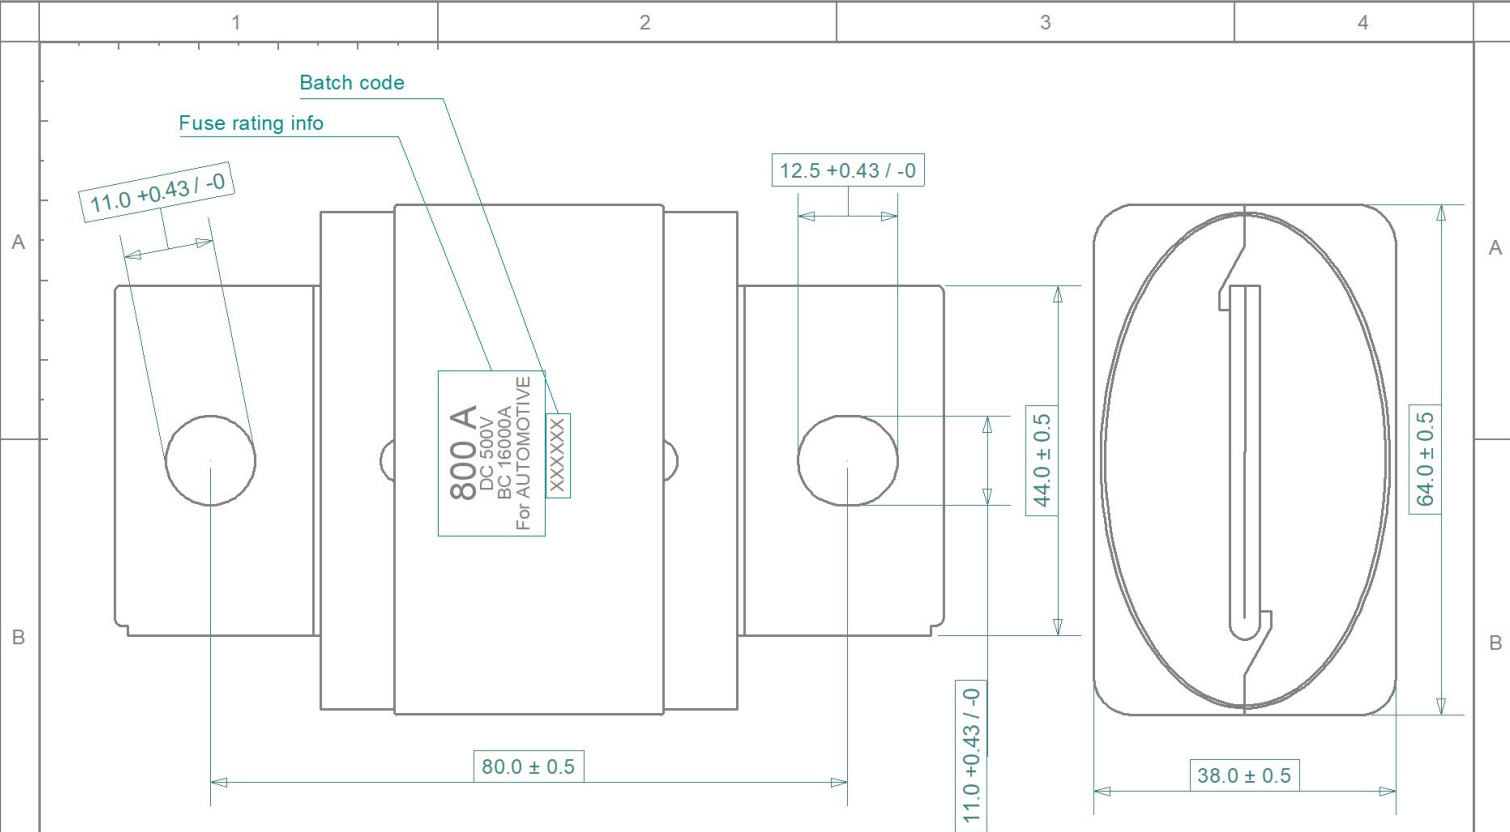 1 2 3 4
Batch code
Fuse rating info
11.0 +0.43 / -0
12.5 +0.43 / -0
A A
800 A
DC 500V
BC 16000A
For AUTOMOTIVE
XXXXXX
44.0 ± 0.5
64.0 ± 0.5
B B
11.0 +0.43 / -0
80.0 ± 0.5
38.0 ± 0.5